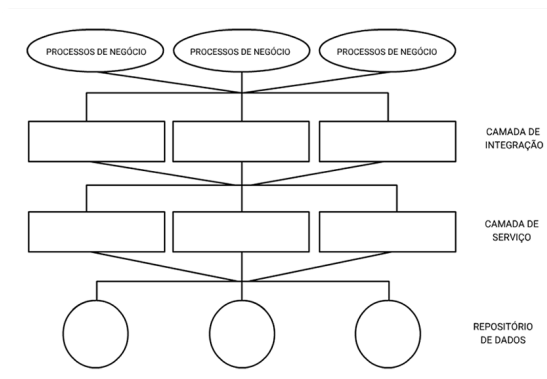 PROCESSOS DE NEGÓCIO
PROCESSOS DE NEGÓCIO
PROCESSOS DE NEGÓCIO
CAMADA DE
INTEGRAÇÃO
CAMADA DE
SERVIÇO
REPOSITÓRIO
DE DADOS